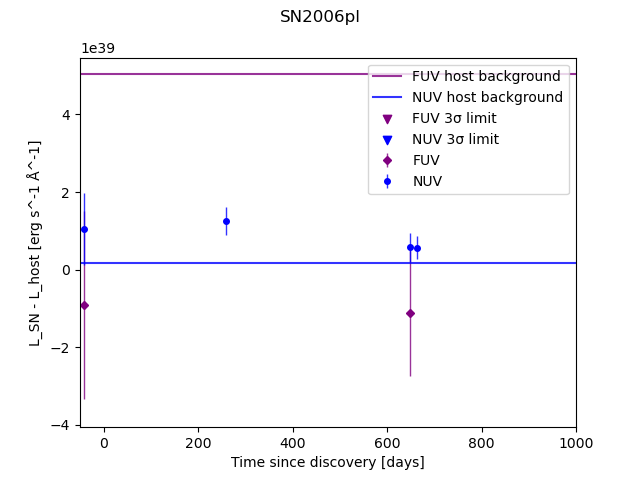 SN2006pl
1e39
FUV host background
NUV host background
FUV 3σ limit
NUV 3σ limit
FUV
NUV
L_SN - L_host [erg s^-1 Å^-1]
4
2
0
−2
−4
0 200 400 600 800 1000
Time since discovery [days]